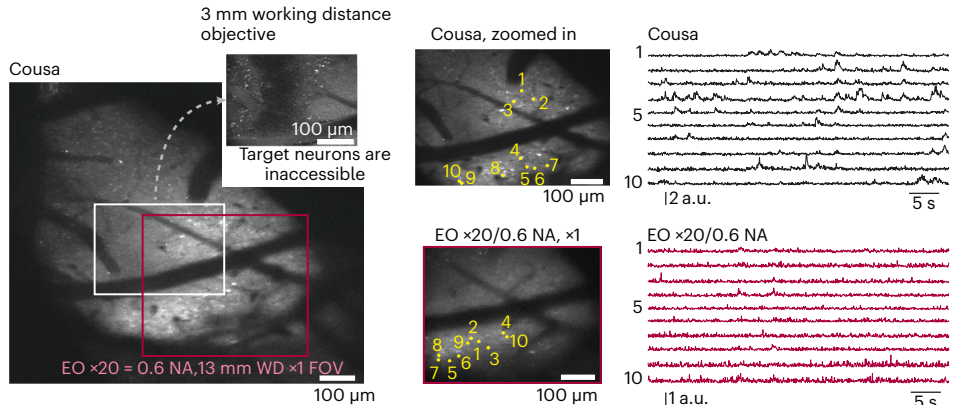 3 mm working distance
objective
Cousa
100 µm
Target neurons are
inaccessible
EO ×20 = 0.6 NA,13 mm WD ×1 FOV
100 µm
Cousa, zoomed in
1
2
3
4
10
8
7
9
5
6
100 µm
EO ×20/0.6 NA, ×1
2
4
9
10
8
1
3
6
7
5
100 µm
Cousa
1
5
10
2 a.u.
5 s
EO ×20/0.6 NA
1
5
10
1 a.u.
5 s